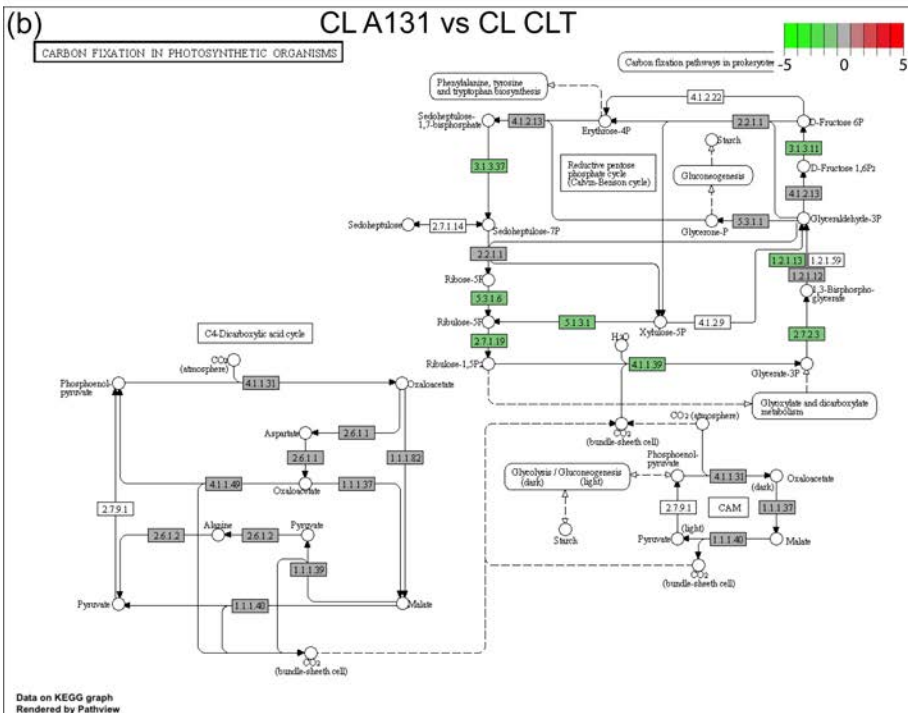 (b)
CL A131 vs CL CLT
CARBON FIXATION IN PHOTOSYNTHETIC ORGANISMS
Carbon fixation pathways in prokaryotes
-5
0
5
Phenylalanine, tyrosine
and tryptophan biosynthesis
4.1.2.22
Sedoheptulose-
1,7-bisphosphate
4.1.2.13
Erythrose-4P
2.2.1.1
D-Fructose 6P
Starch
3.1.3.11
3.1.3.37
Reductive pentose
phosphate cycle
(Calvin-Benson cycle)
Gluconeogenesis
D-Fructose 1,6P2
4.1.2.13
Sedoheptulose
2.7.1.14
Sedoheptulose-7P
Glycerone-P
5.3.1.1
Glyceraldehyde-3P
2.2.1.1
1.2.1.13
1.2.1.59
1.2.1.12
Ribose-5P
5.3.1.6
1,3-Bisphospho-
glycerate
Ribulose-5P
5.1.3.1
Xylulose-5P
4.1.2.9
2.7.2.3
2.7.1.19
H2O
Ribulose-1,5P2
4.1.1.39
Glycerate-3P
C4-Dicarboxylic acid cycle
CO2
(atmosphere)
Phosphoenol-
pyruvate
4.1.1.31
Oxaloacetate
Glyoxylate and dicarboxylate
metabolism
CO2 (atmosphere)
CO2
(bundle-sheeth cell)
Aspartate
2.6.1.1
2.6.1.1
1.1.1.82
Phosphoenol-
pyruvate
Glycolysis / Gluconeogenesis
(dark)
(light)
4.1.1.31
(dark)
Oxaloacetate
4.1.1.49
Oxaloacetate
1.1.1.37
2.7.9.1
2.7.9.1
CAM
1.1.1.37
Alanine
Pyruvate
2.6.1.2
2.6.1.2
Starch
(light)
Pyruvate
1.1.1.40
Malate
1.1.1.39
CO2
(bundle-sheeth cell)
Pyruvate
1.1.1.40
Malate
CO2
(bundle-sheeth cell)
Data on KEGG graph
Rendered by Pathview